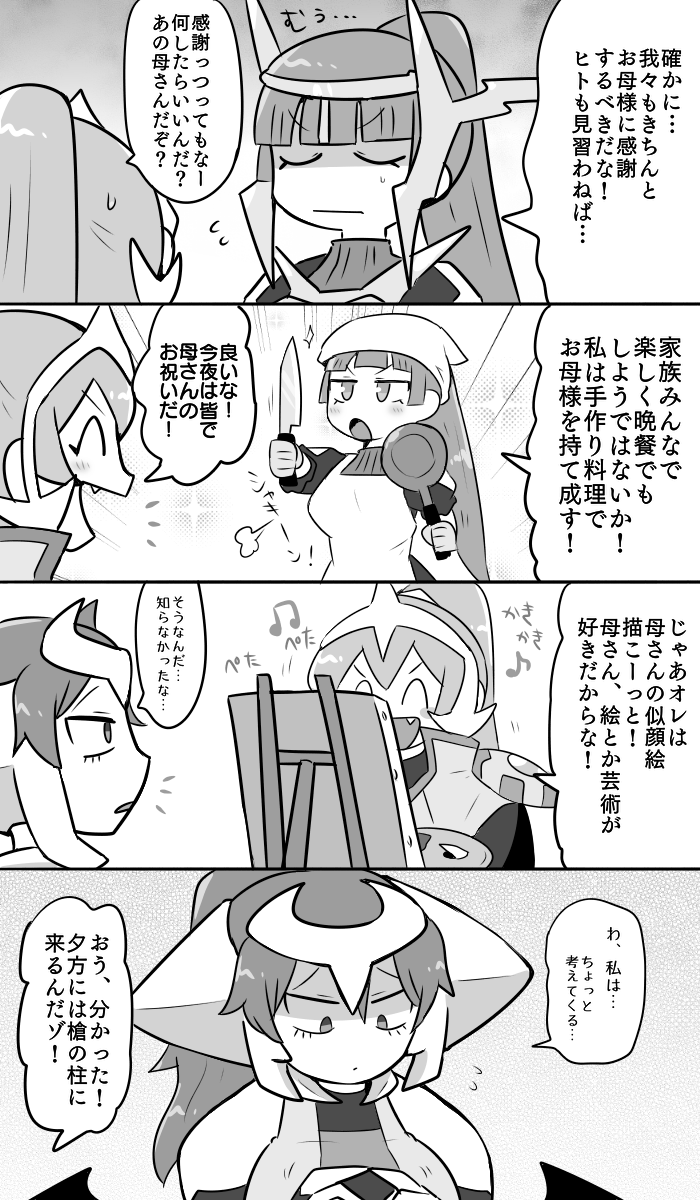 確かに…
我々もきちんと
お母様に感謝
するべきだな！
ヒトも見習わねば…
むぅ…
感謝っつってもなー
何したらいいんだ？
あの母さんだぞ？
家族みんなで
楽しく晩餐でも
しようではないか！
私は手作り料理で
お母様を持て成す！
良いな！
今夜は皆で
母さんの
お祝いだ！
じゃあオレは
母さんの似顔絵
描こーっと！
母さん、絵とか芸術が
好きだからな！
かきかき
ぺた
ぺた
そうなんだ…
知らなかったな…
わ、私は…
ちょっと
考えてくる…
おう、分かった！
夕方には槍の柱に
来るんだゾ！